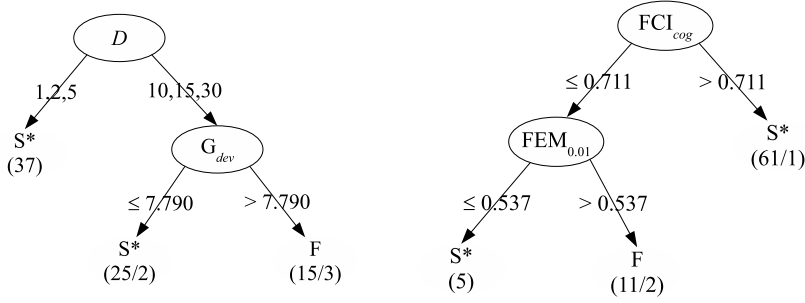 D
1,2,5
10,15,30
S*
(37)
G_dev
≤ 7.790
> 7.790
S*
(25/2)
F
(15/3)
FCI_cog
≤ 0.711
> 0.711
FEM_0.01
S*
(61/1)
≤ 0.537
> 0.537
S*
(5)
F
(11/2)